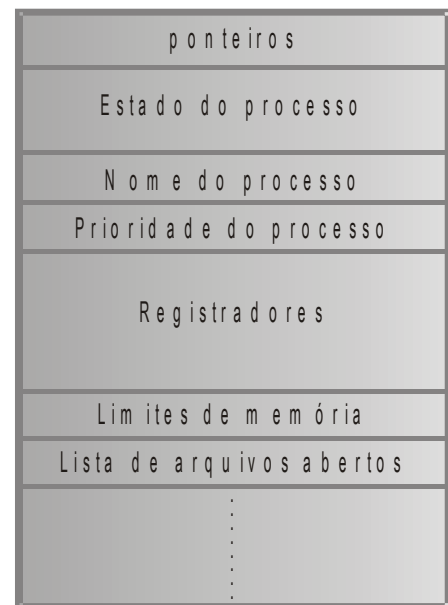 ponteiros
Estado do processo
Nome do processo
Prioridade do processo
Registradores
Limites de memória
Lista de arquivos abertos